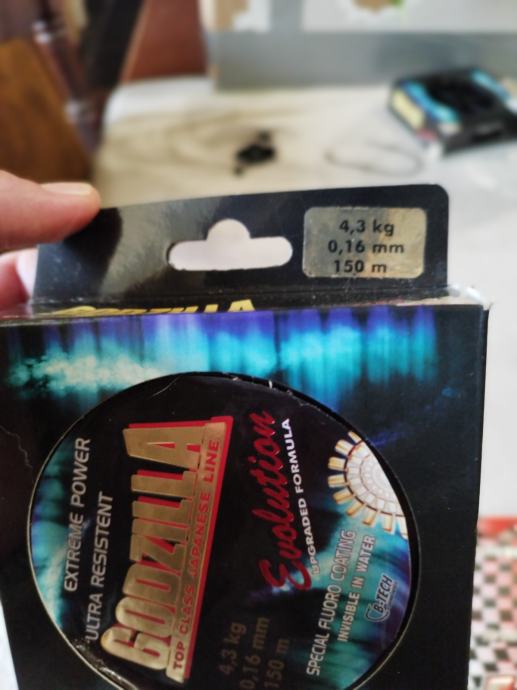 4,3 kg
0,16 mm
150 m
EXTREME POWER
ULTRA RESISTENT
GODZILLA
TOP CLASS JAPANESE LINE
Evolution
UPGRADED FORMULA
4,3 kg
0,16 mm
150 m
SPECIAL FLUORO COATING
INVISIBLE IN WATER